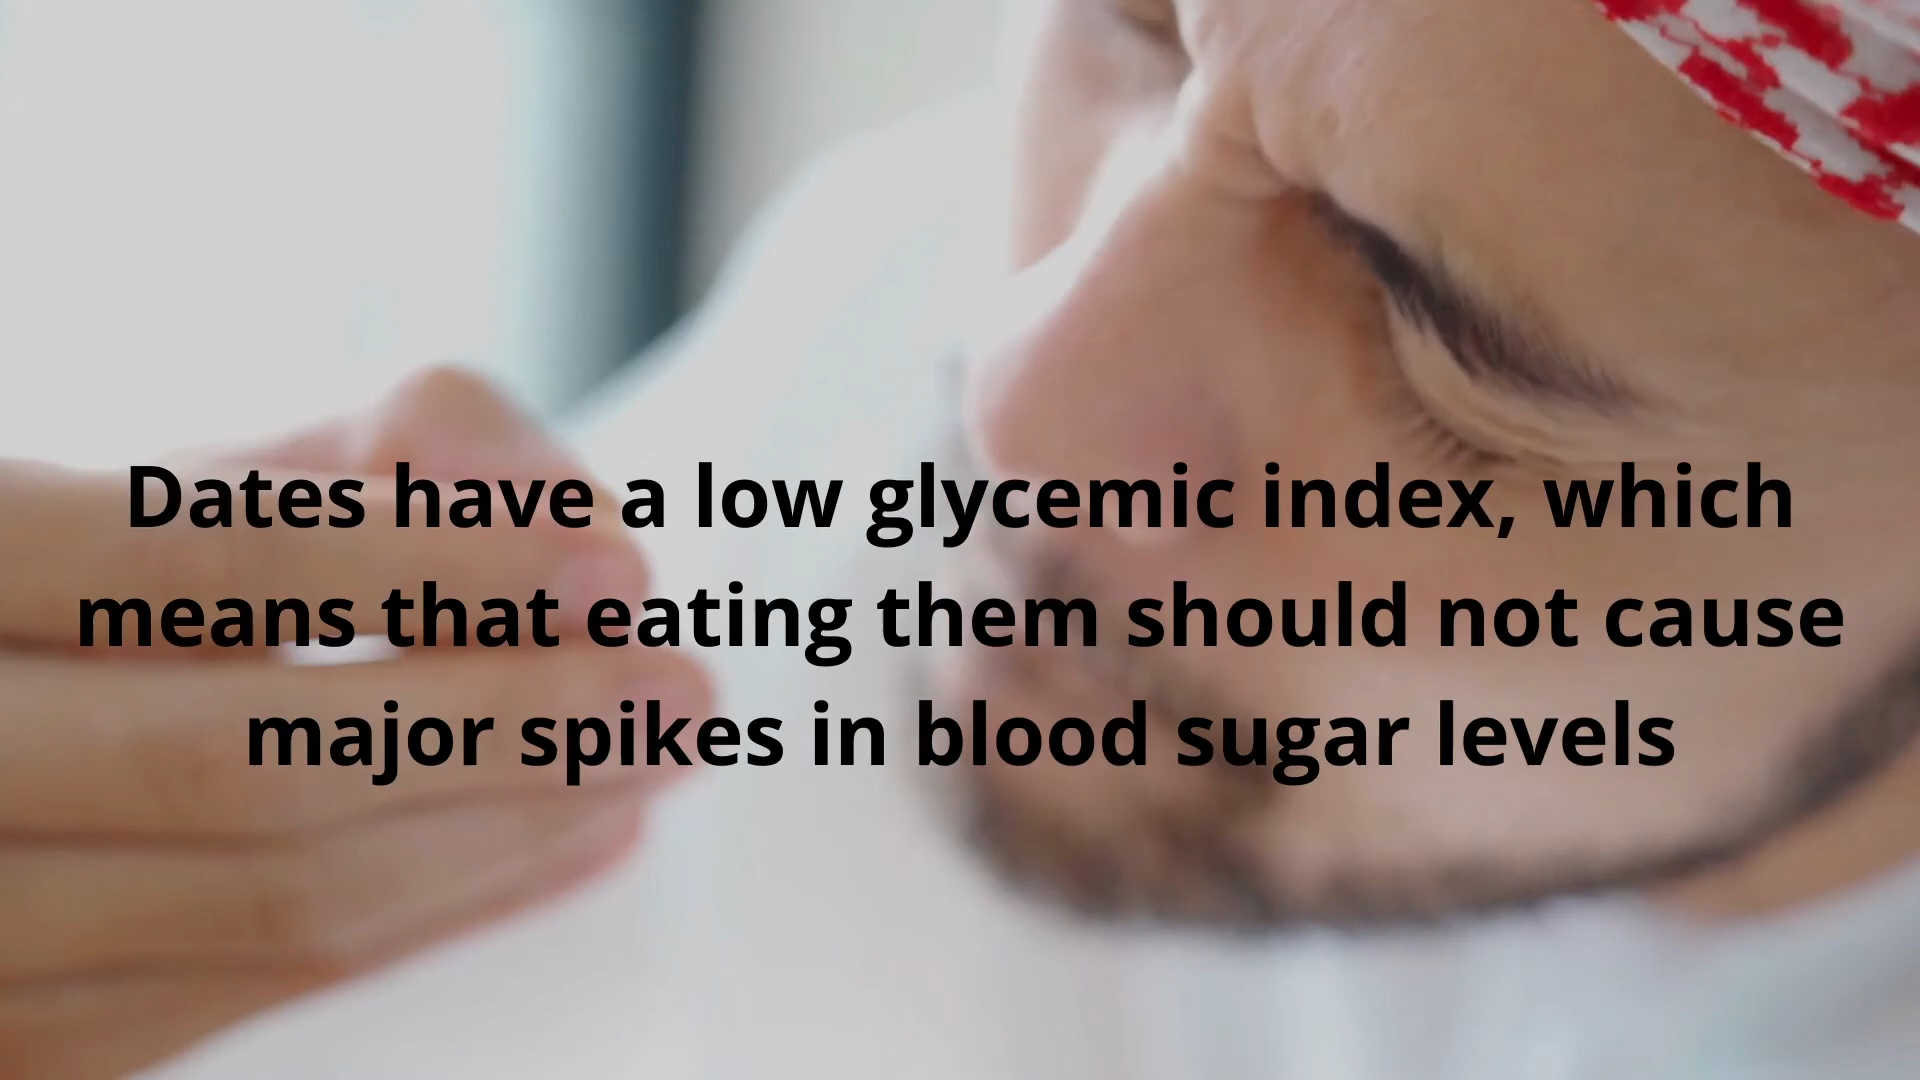 Dates have a low glycemic index, which
means that eating them should not cause
major spikes in blood sugar levels